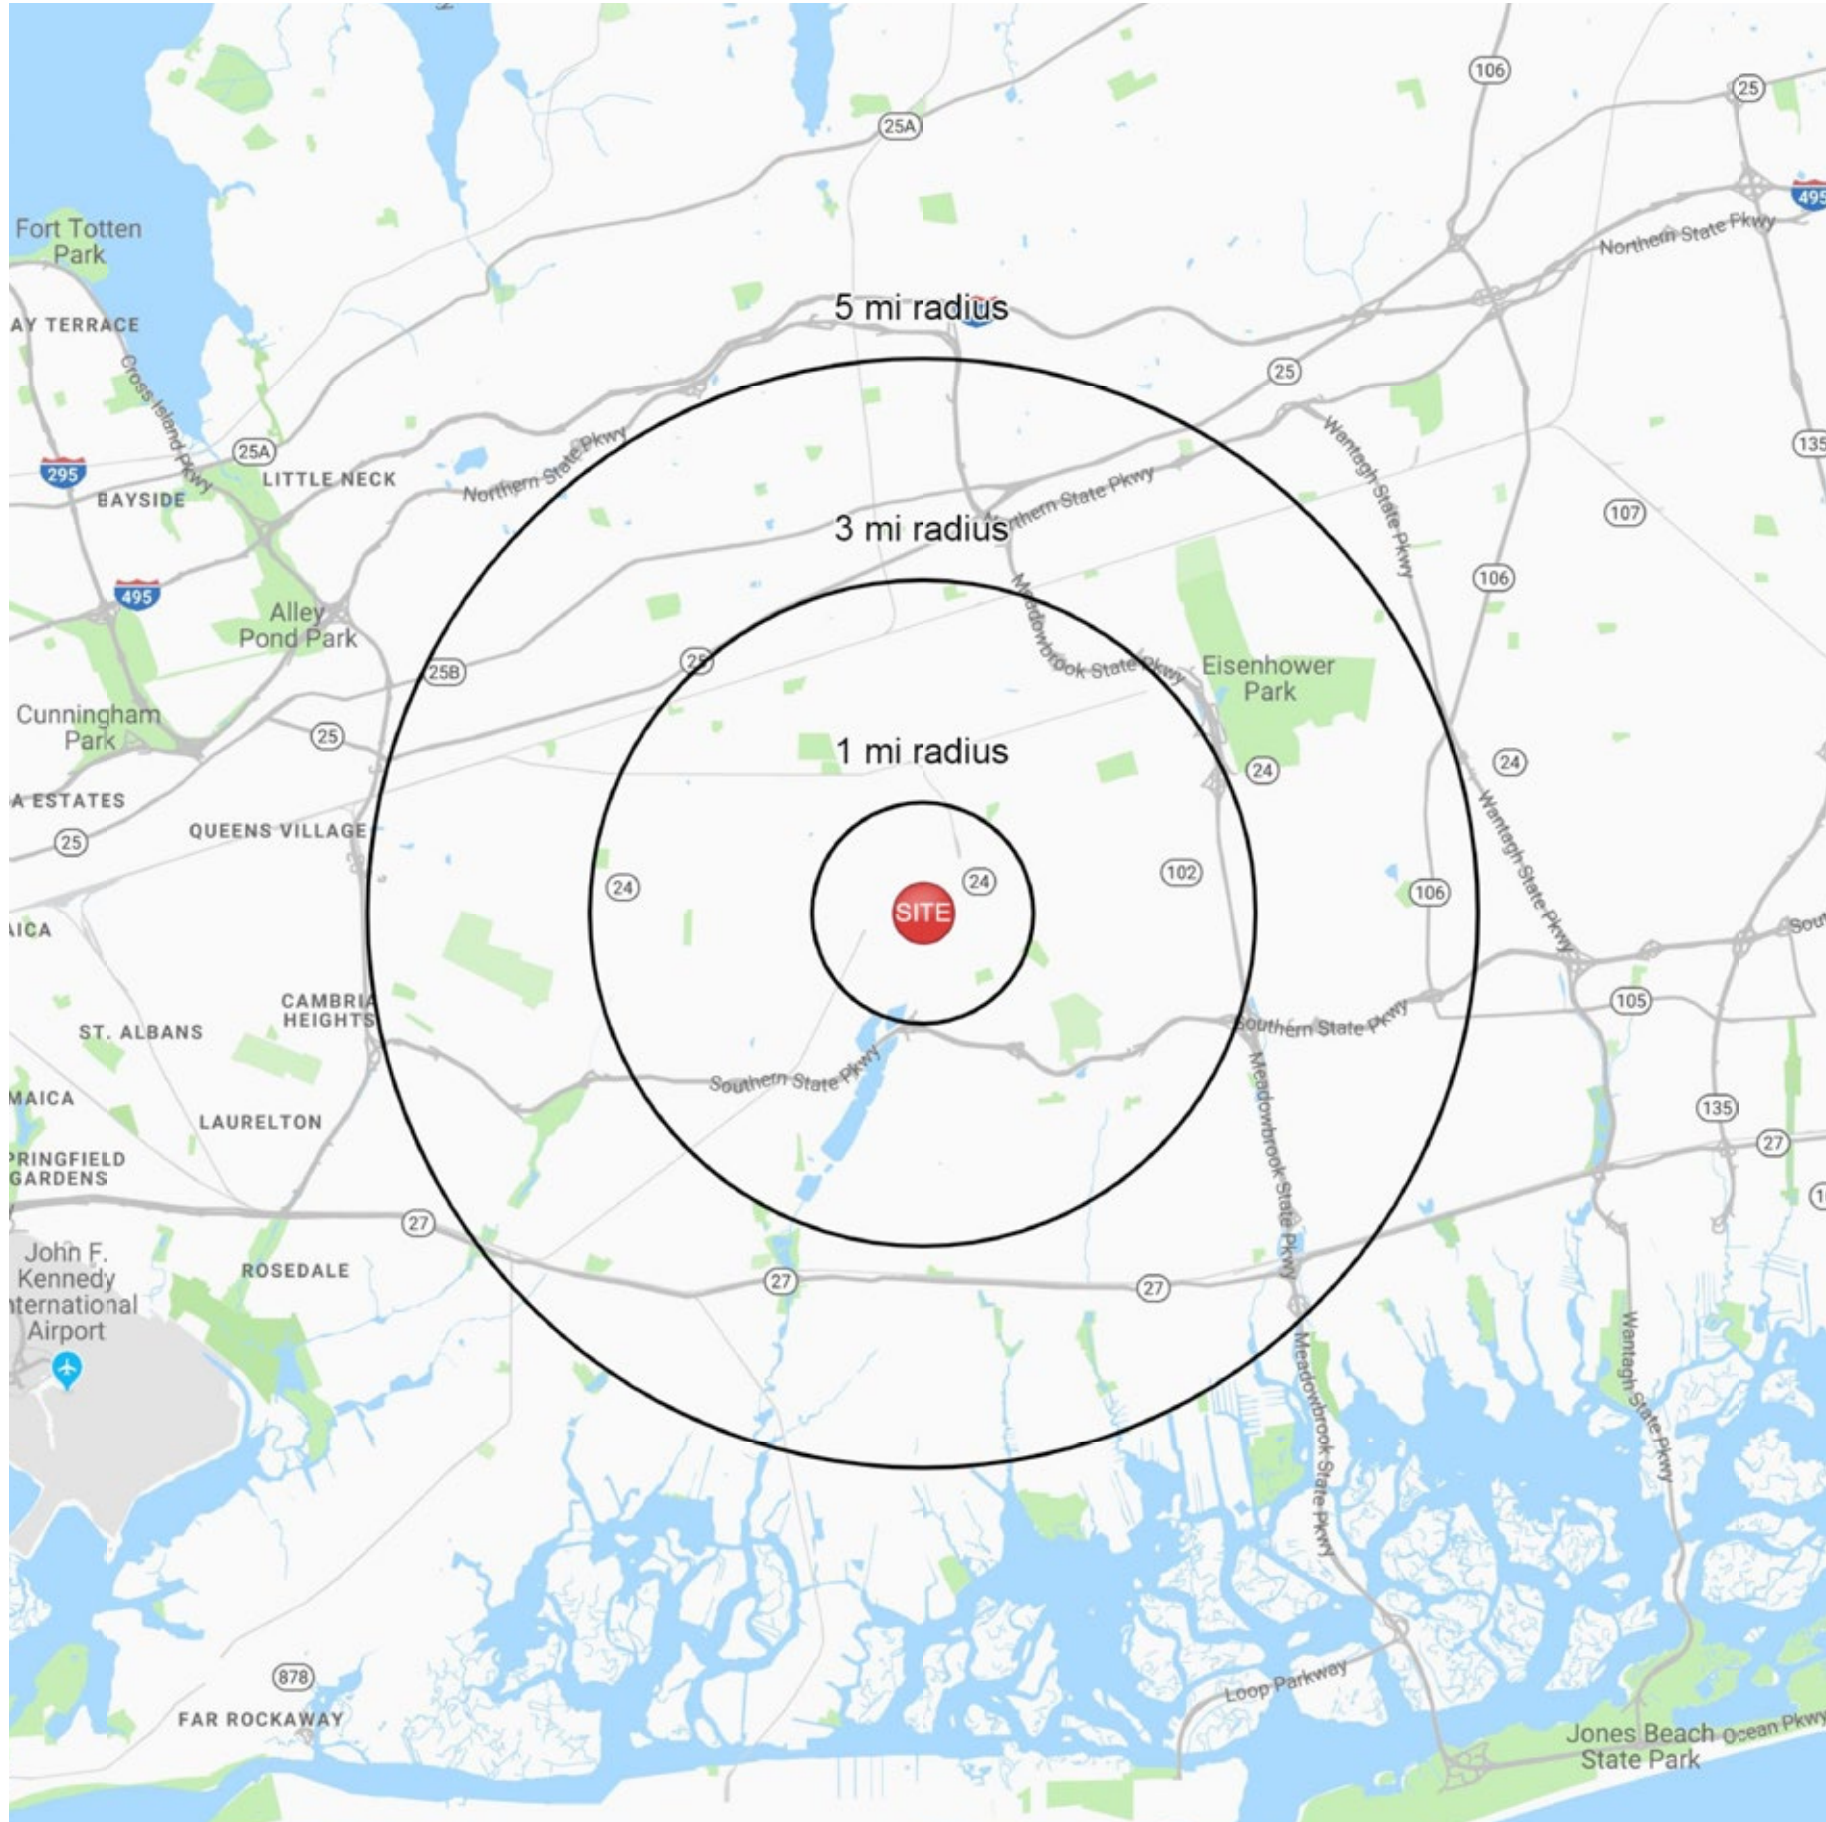 106
25
25A
495
Northern State Pkwy
Fort Totten
Park
5 mi radius
AY TERRACE
Cross Island Pkwy
25
Wantagh State Pkwy
Northern State Pkwy
25A
295
LITTLE NECK
BAYSIDE
135
Northern State Pkwy
107
3 mi radius
106
495
Alley
Pond Park
Meadowbrook State Pkwy
25
25B
Eisenhower
Park
Cunningham
Park
25
1 mi radius
24
24
A ESTATES
Wantagh State Pkwy
QUEENS VILLAGE
25
24
24
102
106
SITE
AICA
Sou
CAMBRIA
HEIGHTS
105
ST. ALBANS
Southern State Pkwy
Southern State Pkwy
MAICA
135
LAURELTON
Meadowbrook State Pkwy
27
PRINGFIELD
GARDENS
27
John F.
Kennedy
nternational
Airport
ROSEDALE
27
27
Wantagh State Pkwy
Meadowbrook State Pkwy
878
Loop Parkway
FAR ROCKAWAY
Jones Beach
State Park
Ocean Pkwy